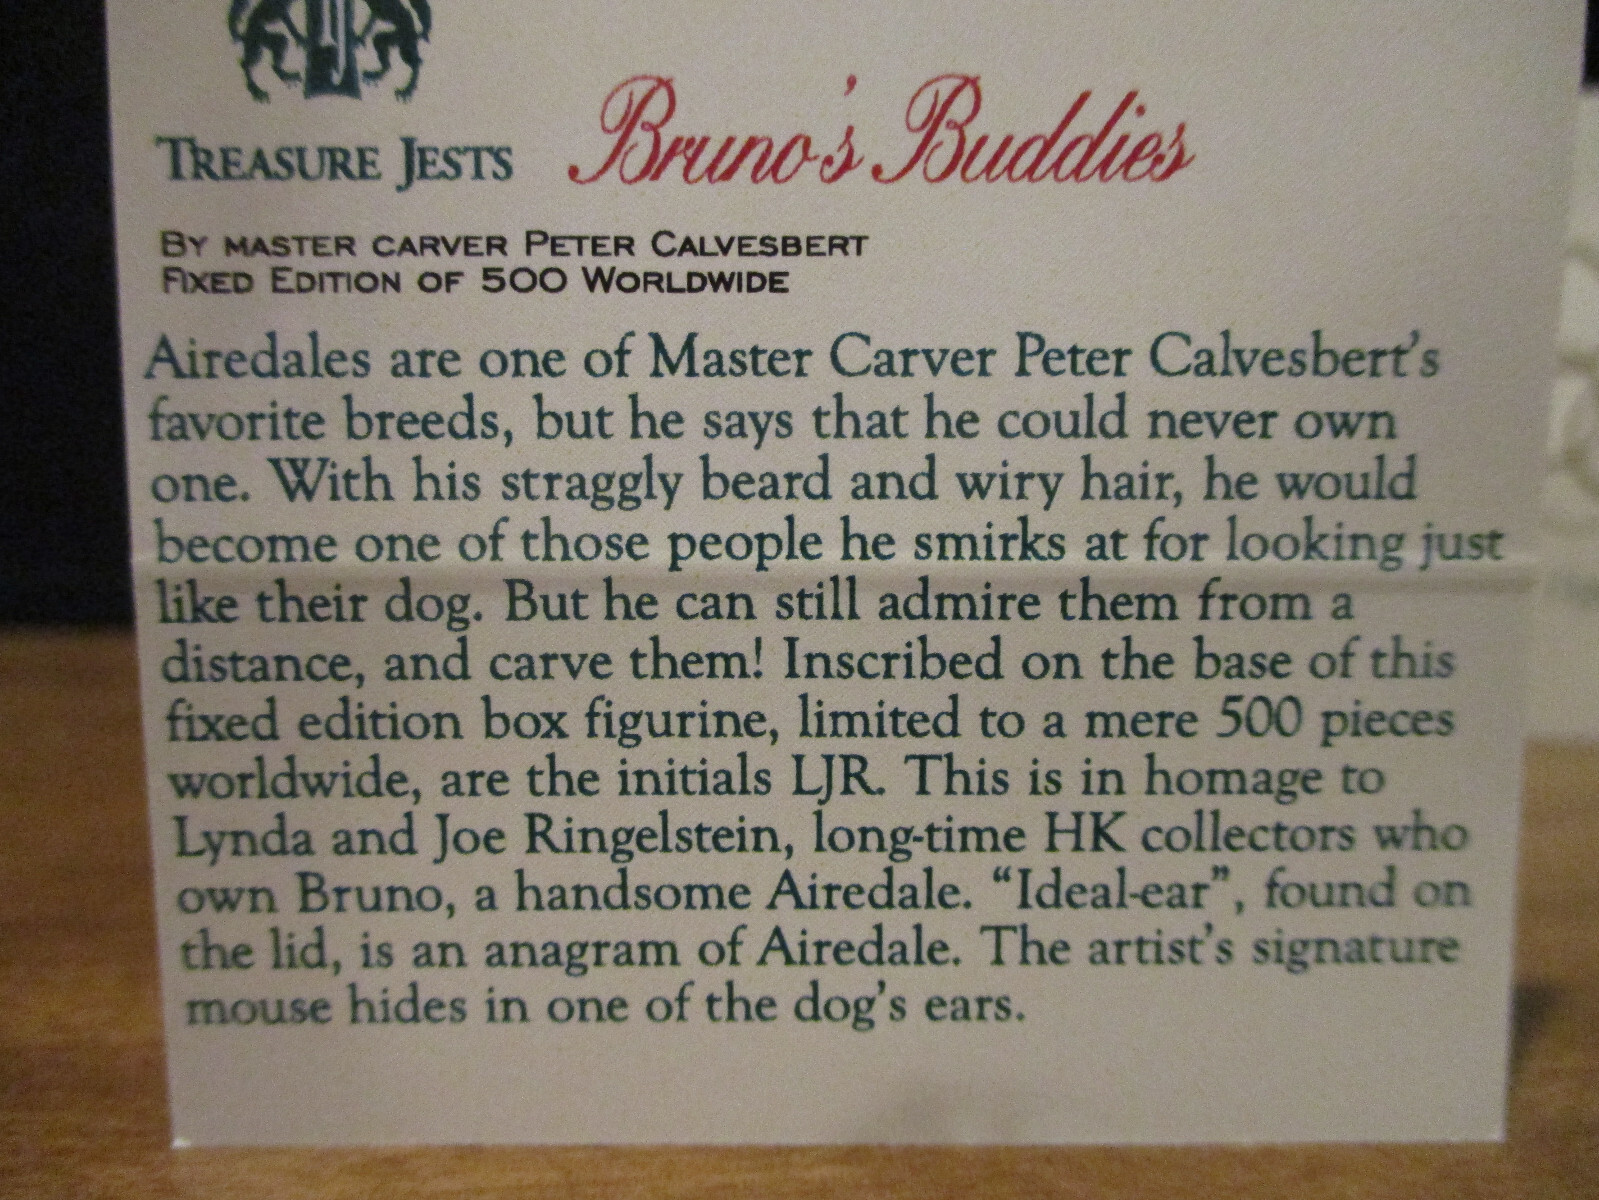 TREASURE JESTS Bruno's Buddies
BY MASTER CARVER PETER CALVESBERT
FIXED EDITION OF 500 WORLDWIDE
Airedales are one of Master Carver Peter Calvesbert's
favorite breeds, but he says that he could never own
one. With his straggly beard and wiry hair, he would
become one of those people he smirks at for looking just
like their dog. But he can still admire them from a
distance, and carve them! Inscribed on the base of this
fixed edition box figurine, limited to a mere 500 pieces
worldwide, are the initials LJR. This is in homage to
Lynda and Joe Ringelstein, long-time HK collectors who
own Bruno, a handsome Airedale. “Ideal-ear”, found on
the lid, is an anagram of Airedale. The artist's signature
mouse hides in one of the dog's ears.